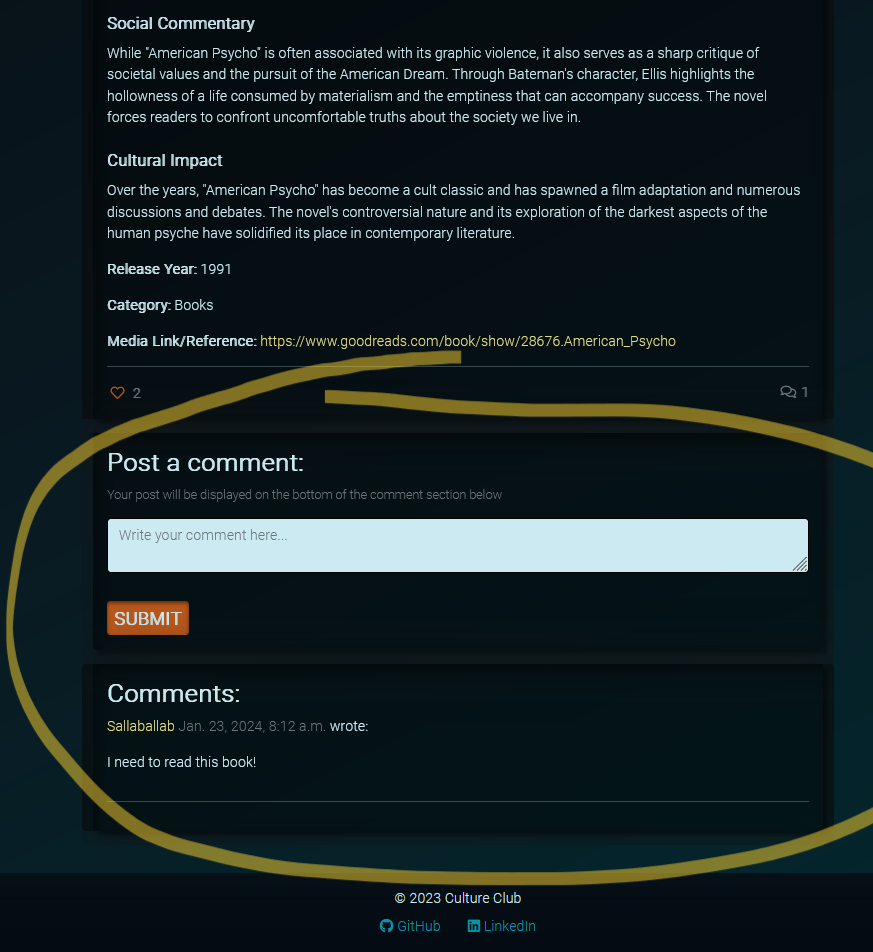 Social Commentary
While "American Psycho" is often associated with its graphic violence, it also serves as a sharp critique of
societal values and the pursuit of the American Dream. Through Bateman's character, Ellis highlights the
hollowness of a life consumed by materialism and the emptiness that can accompany success. The novel
forces readers to confront uncomfortable truths about the society we live in.
Cultural Impact
Over the years, "American Psycho" has become a cult classic and has spawned a film adaptation and numerous
discussions and debates. The novel's controversial nature and its exploration of the darkest aspects of the
human psyche have solidified its place in contemporary literature.
Release Year: 1991
Category: Books
Media Link/Reference: https://www.goodreads.com/book/show/28676.American_Psycho
2 1
Post a comment:
Your post will be displayed on the bottom of the comment section below
Write your comment here...
SUBMIT
Comments:
Sallaballab Jan. 23, 2024, 8:12 a.m. wrote:
I need to read this book!
© 2023 Culture Club
GitHub LinkedIn